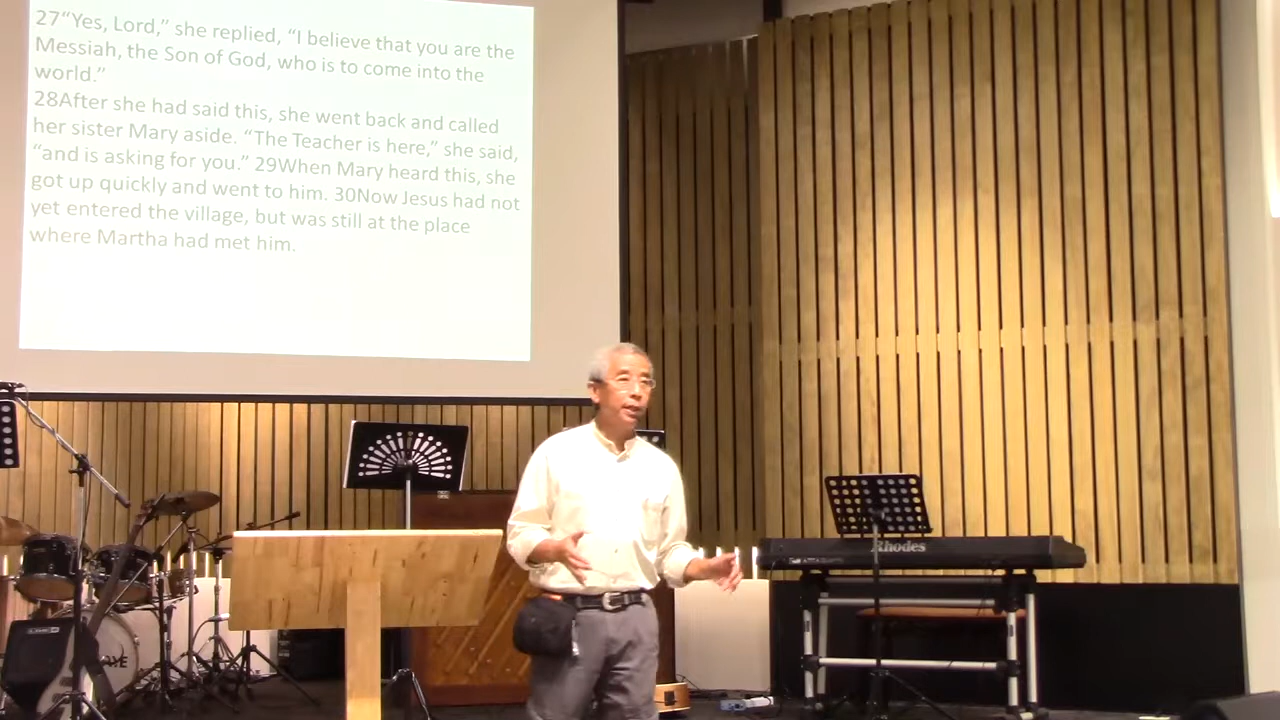 27“Yes, Lord,” she replied, “I believe that you are the
Messiah, the Son of God, who is to come into the
world.”
28After she had said this, she went back and called
her sister Mary aside. “The Teacher is here,” she said,
“and is asking for you.” 29When Mary heard this, she
got up quickly and went to him. 30Now Jesus had not
yet entered the village, but was still at the place
where Martha had met him.
Rhodes